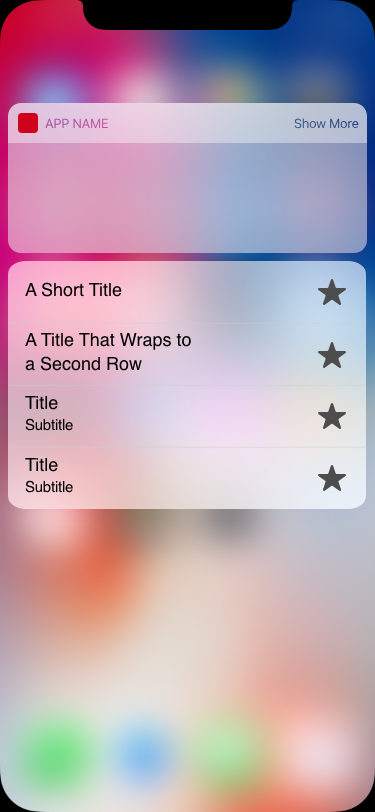 APP NAME
Show More
A Short Title
A Title That Wraps to
a Second Row
Title
Subtitle
Title
Subtitle